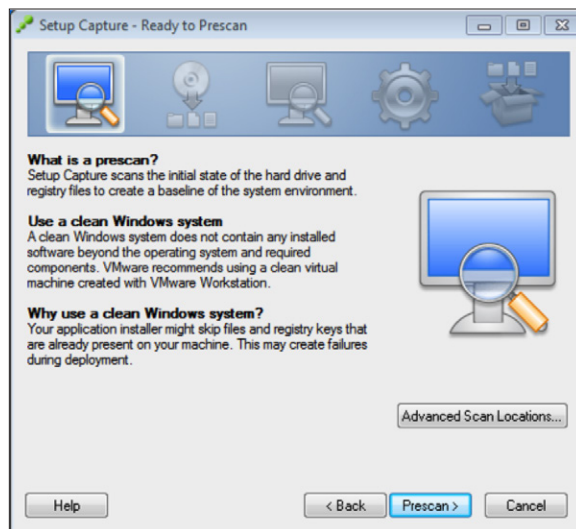 Setup Capture - Ready to Prescan
What is a prescan?
Setup Capture scans the initial state of the hard drive and
registry files to create a baseline of the system environment.
Use a clean Windows system
A clean Windows system does not contain any installed
software beyond the operating system and required
components. VMware recommends using a clean virtual
machine created with VMware Workstation.
Why use a clean Windows system?
Your application installer might skip files and registry keys that
are already present on your machine. This may create failures
during deployment.
Advanced Scan Locations...
Help
< Back
Prescan >
Cancel